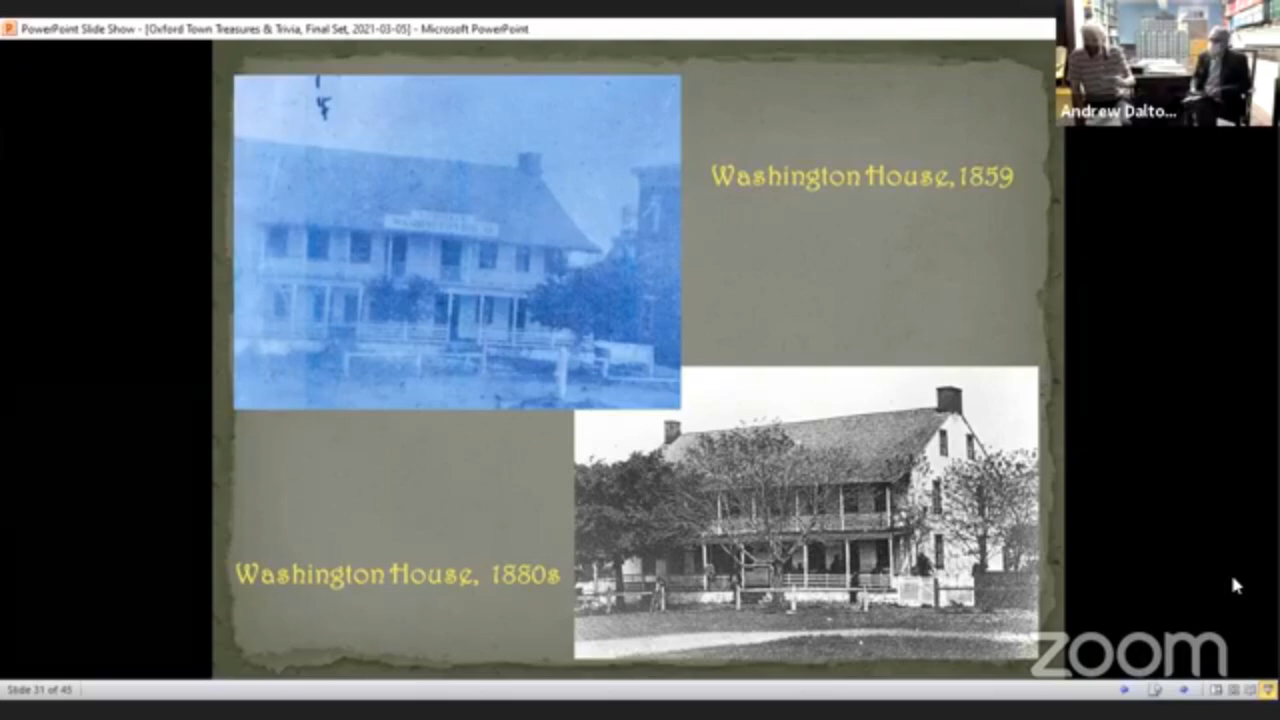 PowerPoint Slide Show - [Oxford Town Treasures & Trivia, Final Set, 2021-03-05] - Microsoft PowerPoint
Andrew Dalto...
Washington House, 1859
Washington House, 1880s
zoom
Slide 31 of 45